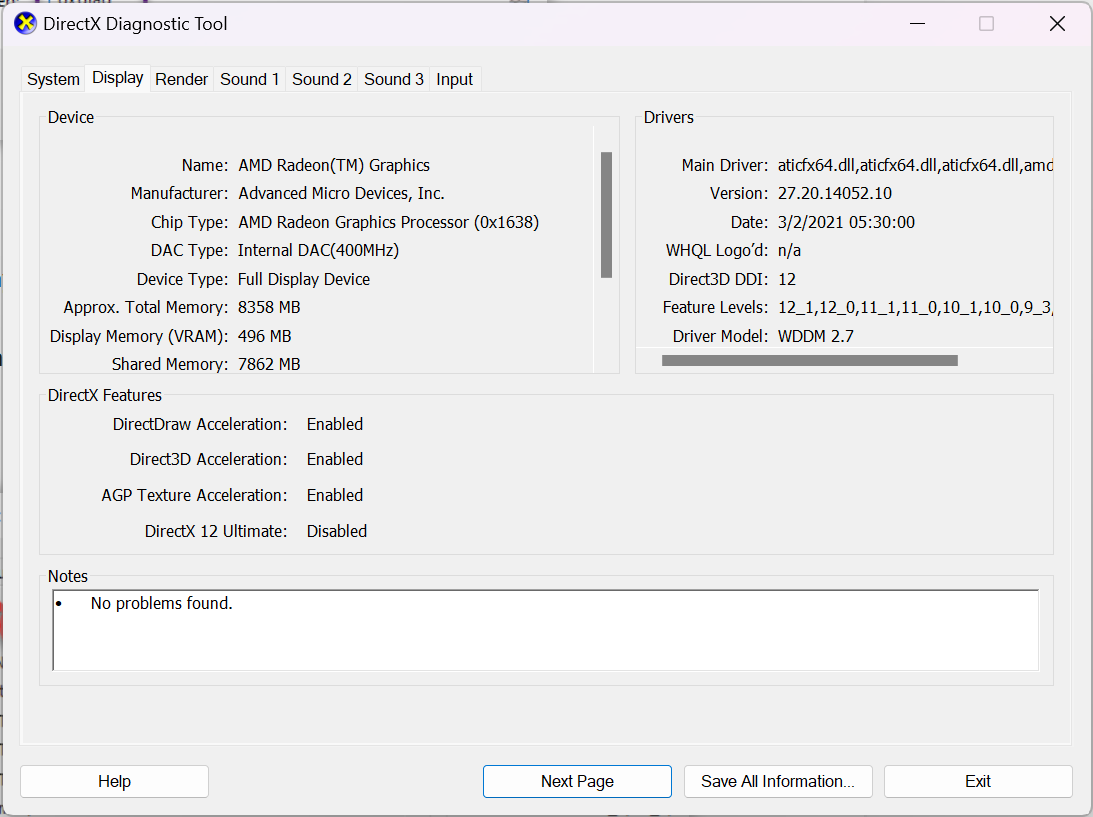 DirectX Diagnostic Tool
System Display Render Sound 1 Sound 2 Sound 3 Input
Device
Name: AMD Radeon(TM) Graphics
Manufacturer: Advanced Micro Devices, Inc.
Chip Type: AMD Radeon Graphics Processor (0x1638)
DAC Type: Internal DAC(400MHz)
Device Type: Full Display Device
Approx. Total Memory: 8358 MB
Display Memory (VRAM): 496 MB
Shared Memory: 7862 MB
Drivers
Main Driver: aticfx64.dll,aticfx64.dll,aticfx64.dll,amd
Version: 27.20.14052.10
Date: 3/2/2021 05:30:00
WHQL Logo'd: n/a
Direct3D DDI: 12
Feature Levels: 12_1,12_0,11_1,11_0,10_1,10_0,9_3,
Driver Model: WDDM 2.7
DirectX Features
DirectDraw Acceleration: Enabled
Direct3D Acceleration: Enabled
AGP Texture Acceleration: Enabled
DirectX 12 Ultimate: Disabled
Notes
• No problems found.
Help Next Page Save All Information... Exit